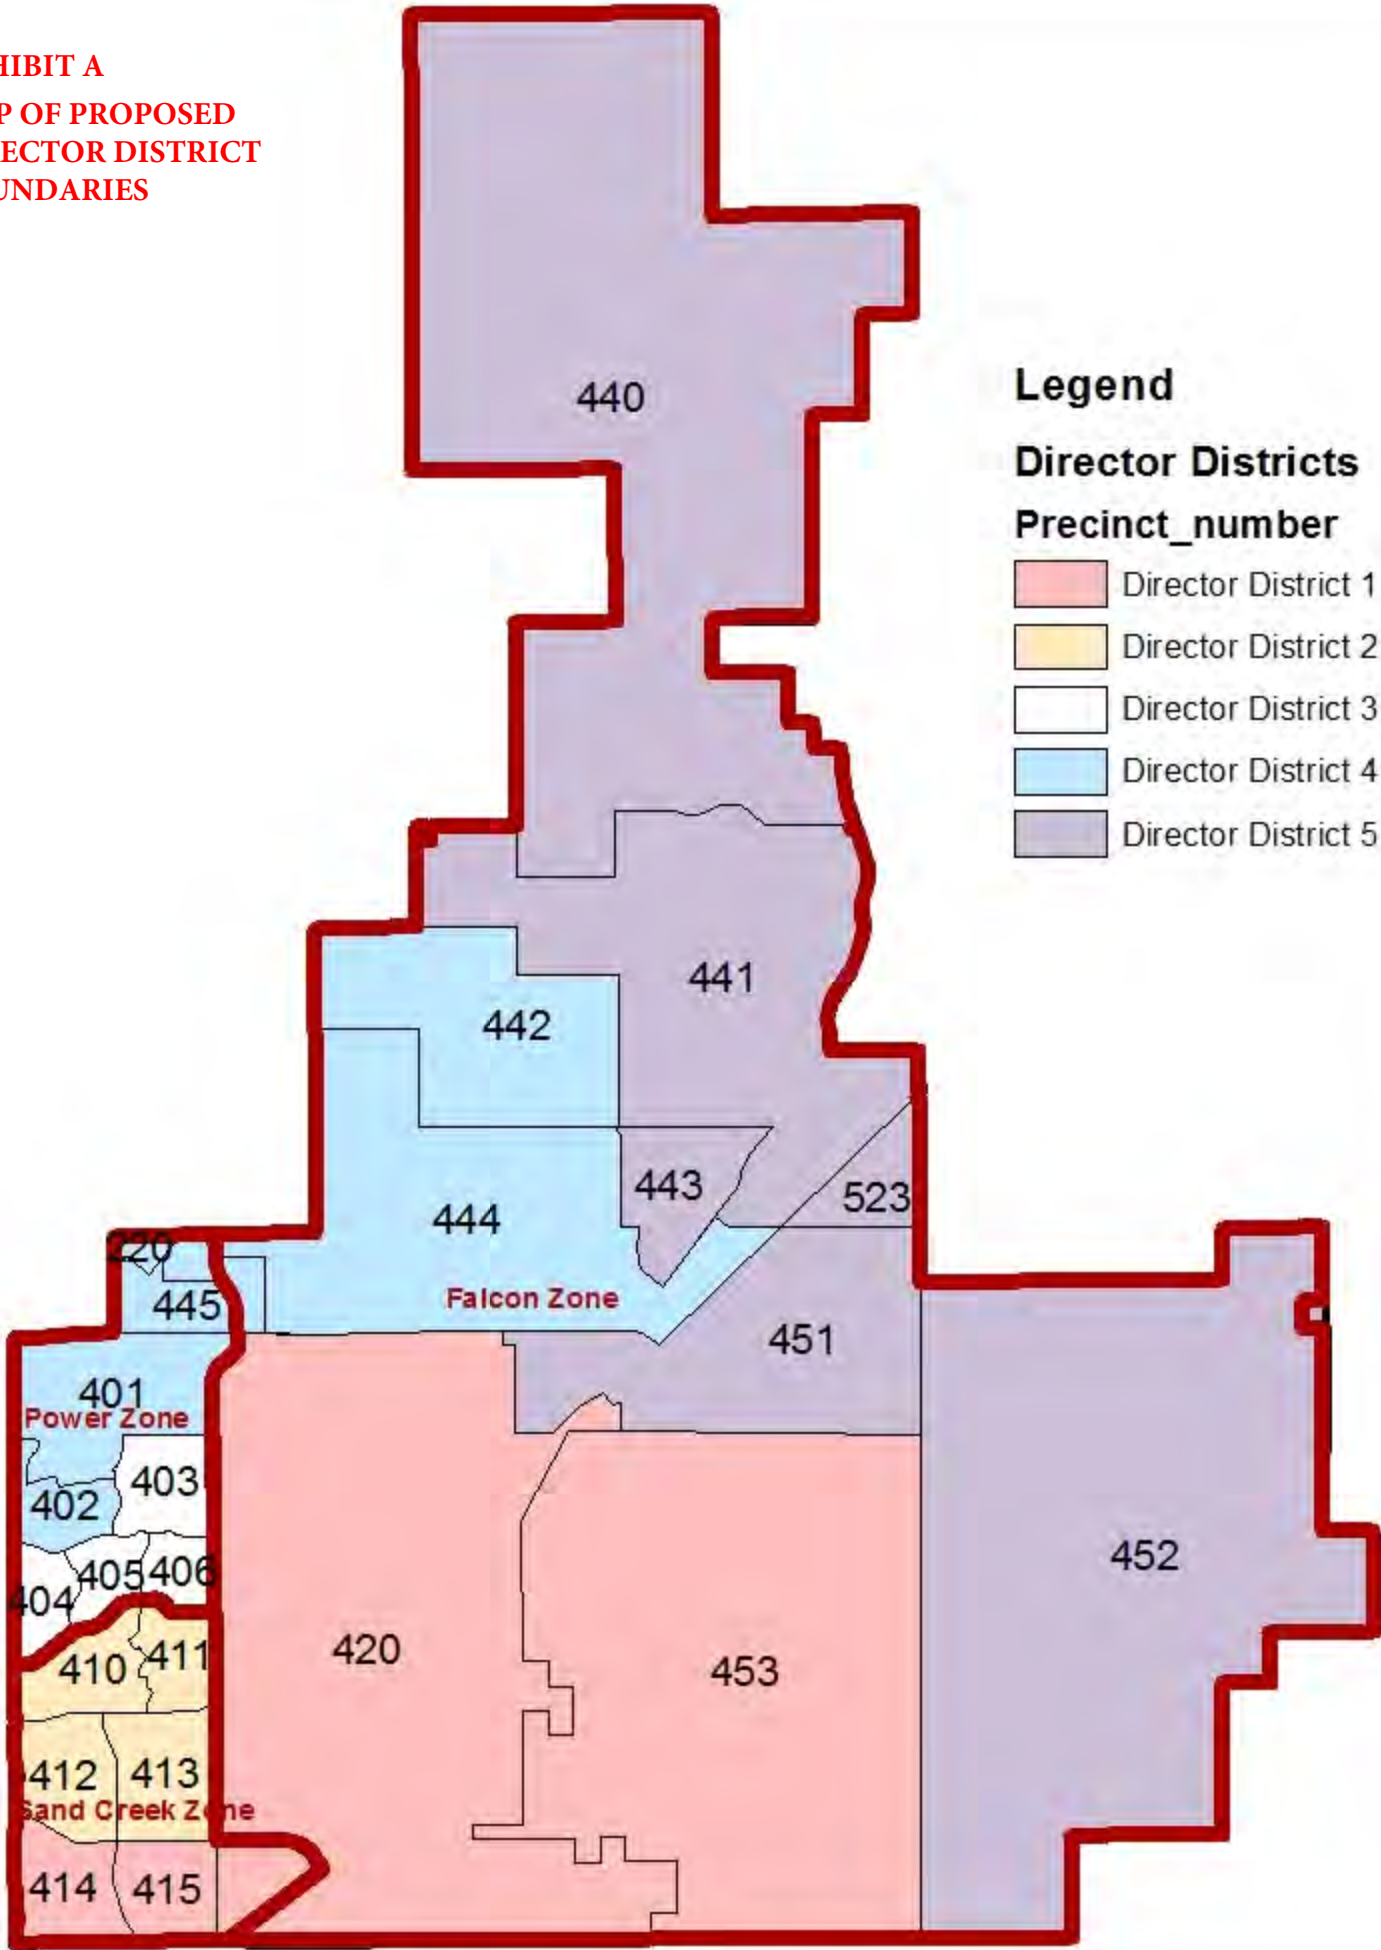 HIBIT A
P OF PROPOSED
ECTOR DISTRICT
UNDARIES
Legend
Director Districts
Precinct_number
Director District 1
Director District 2
Director District 3
Director District 4
Director District 5
440
441
442
443
523
444
220
445
Falcon Zone
451
401
Power Zone
403
402
452
405
406
404
420
411
410
453
412
413
Sand Creek Zone
414
415